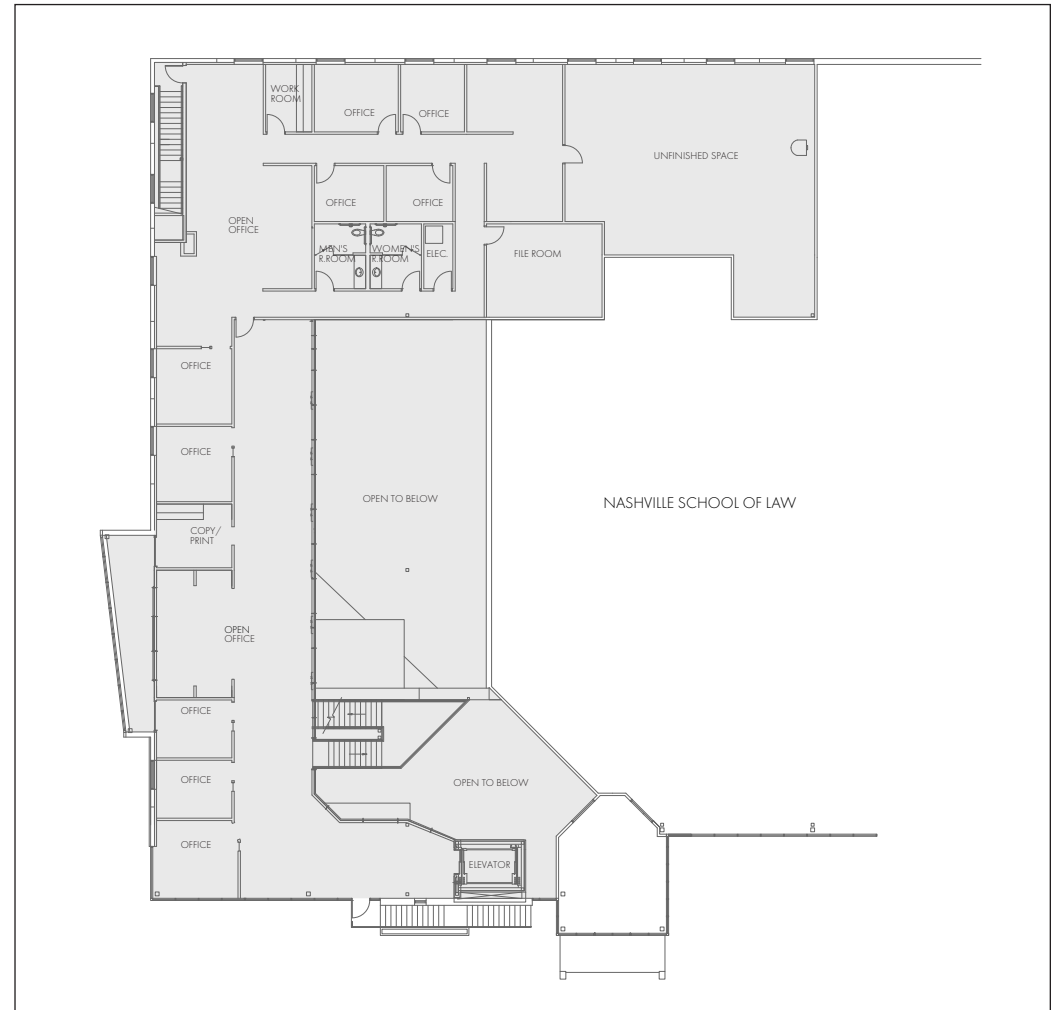 WORK
ROOM
OFFICE
OFFICE
UNFINISHED SPACE
OFFICE
OFFICE
OPEN
OFFICE
MEN'S
R.ROOM
WOMEN'S
R.ROOM
ELEC.
FILE ROOM
OFFICE
OFFICE
OPEN TO BELOW
NASHVILLE SCHOOL OF LAW
COPY/
PRINT
OPEN
OFFICE
OFFICE
OFFICE
OPEN TO BELOW
OFFICE
ELEVATOR